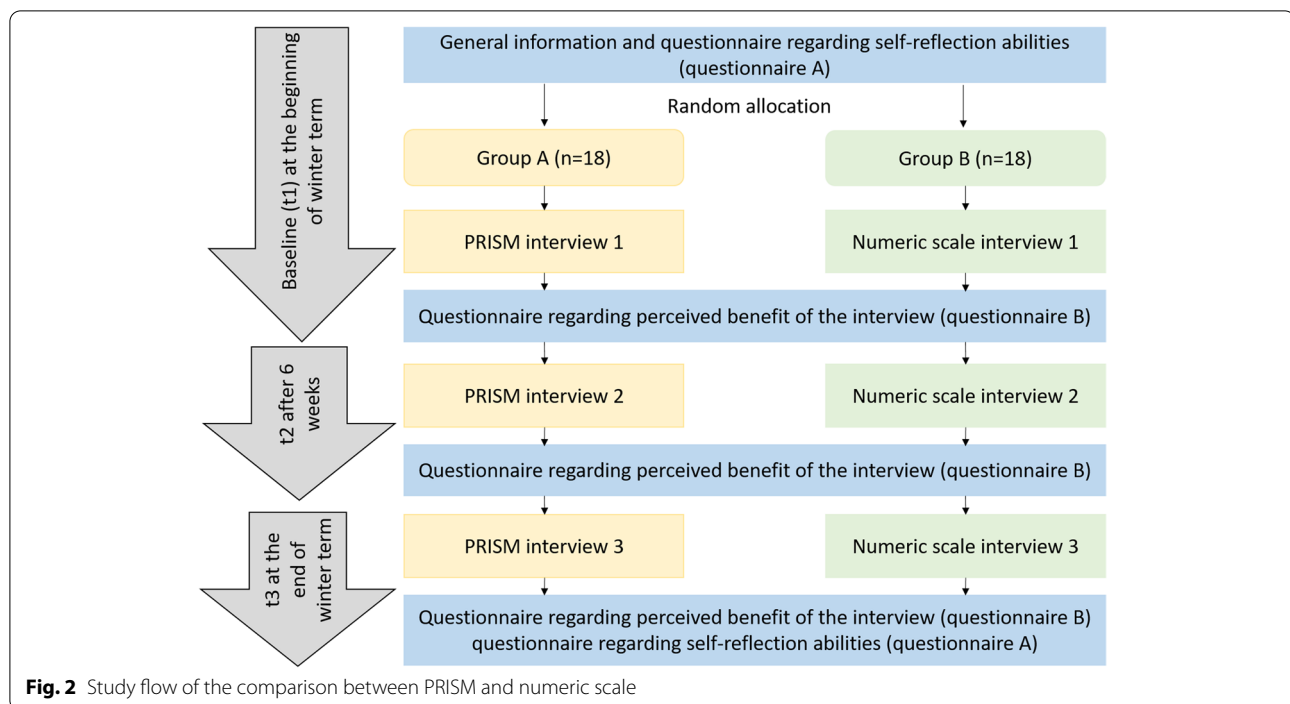 Baseline (t1) at the beginning
of winter term
General information and questionnaire regarding self-reflection abilities
(questionnaire A)
Random allocation
Group A (n=18)
Group B (n=18)
PRISM interview 1
Numeric scale interview 1
Questionnaire regarding perceived benefit of the interview (questionnaire B)
t2 after 6
weeks
PRISM interview 2
Numeric scale interview 2
Questionnaire regarding perceived benefit of the interview (questionnaire B)
t3 at the
end of
winter term
PRISM interview 3
Numeric scale interview 3
Questionnaire regarding perceived benefit of the interview (questionnaire B)
questionnaire regarding self-reflection abilities (questionnaire A)
Fig. 2 Study flow of the comparison between PRISM and numeric scale